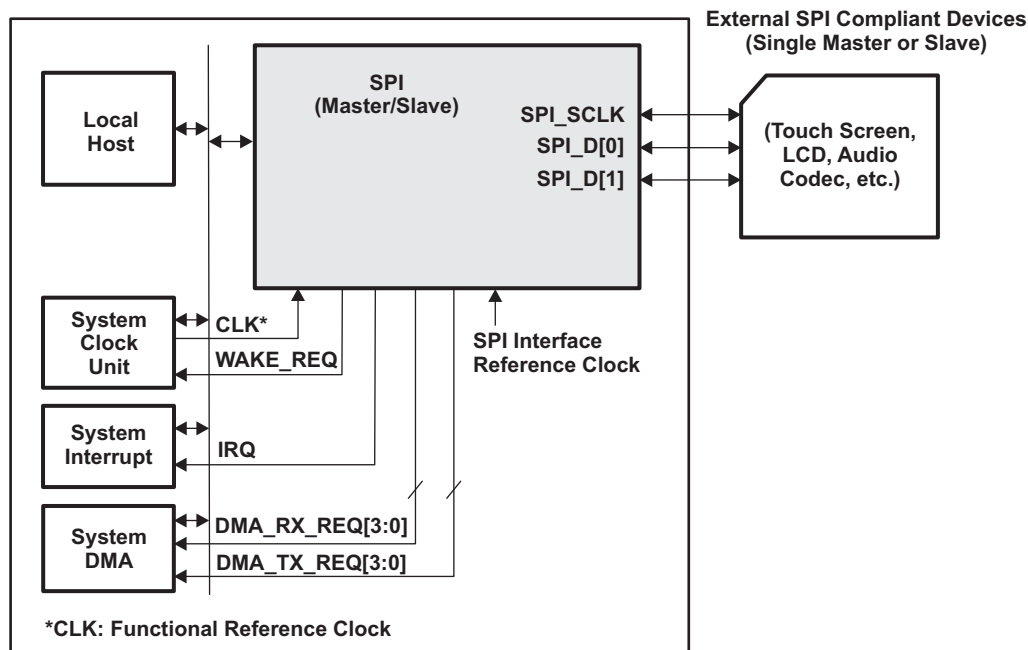 External SPI Compliant Devices
(Single Master or Slave)
SPI
(Master/Slave)
Local
Host
SPI_SCLK
SPI_D[0]
SPI_D[1]
(Touch Screen,
LCD, Audio
Codec, etc.)
System
Clock
Unit
CLK*
WAKE_REQ
SPI Interface
Reference Clock
System
Interrupt
IRQ
System
DMA
DMA_RX_REQ[3:0]
DMA_TX_REQ[3:0]
*CLK: Functional Reference Clock